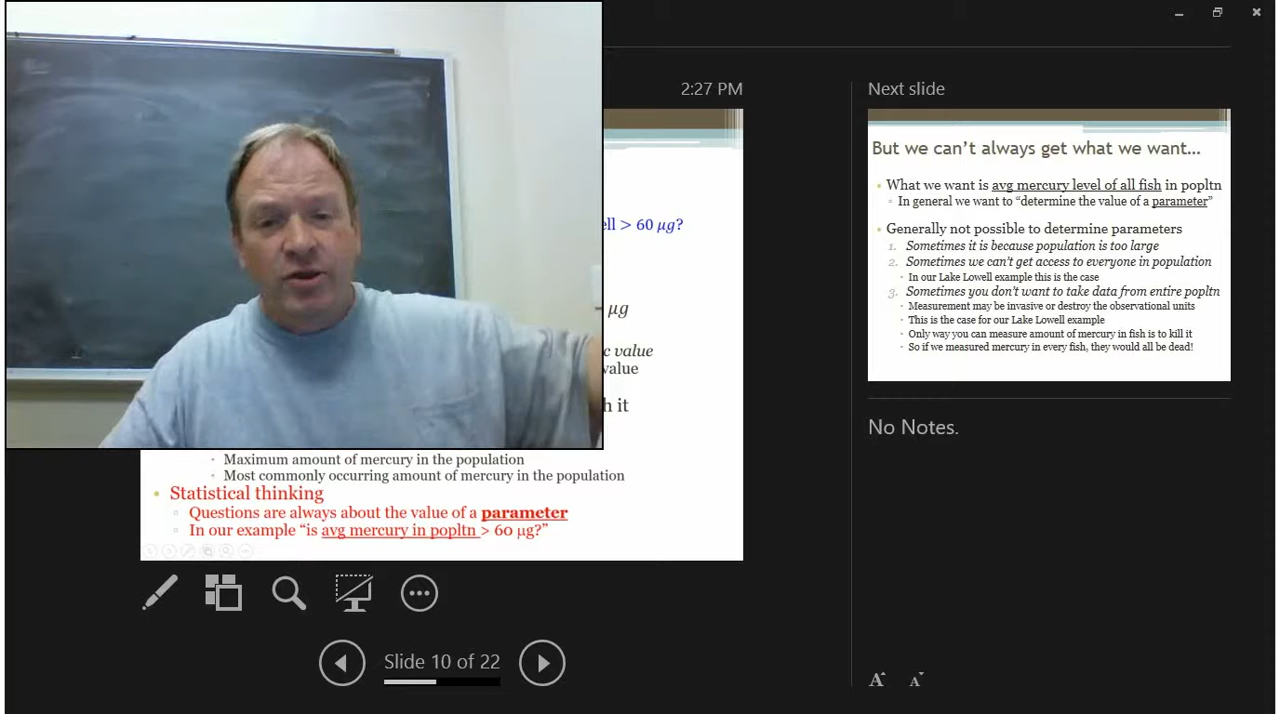 2:27 PM
ell > 60 μg?
μg
c value
value
h it
Maximum amount of mercury in the population
Most commonly occurring amount of mercury in the population
• Statistical thinking
Questions are always about the value of a parameter
In our example “is avg mercury in popltn > 60 μg?”
Slide 10 of 22
Next slide
But we can’t always get what we want...
• What we want is avg mercury level of all fish in popltn
In general we want to “determine the value of a parameter”
• Generally not possible to determine parameters
1. Sometimes it is because population is too large
2. Sometimes we can’t get access to everyone in population
• In our Lake Lowell example this is the case
3. Sometimes you don’t want to take data from entire popltn
• Measurement may be invasive or destroy the observational units
• This is the case for our Lake Lowell example
• Only way you can measure amount of mercury in fish is to kill it
• So if we measured mercury in every fish, they would all be dead!
No Notes.
A A